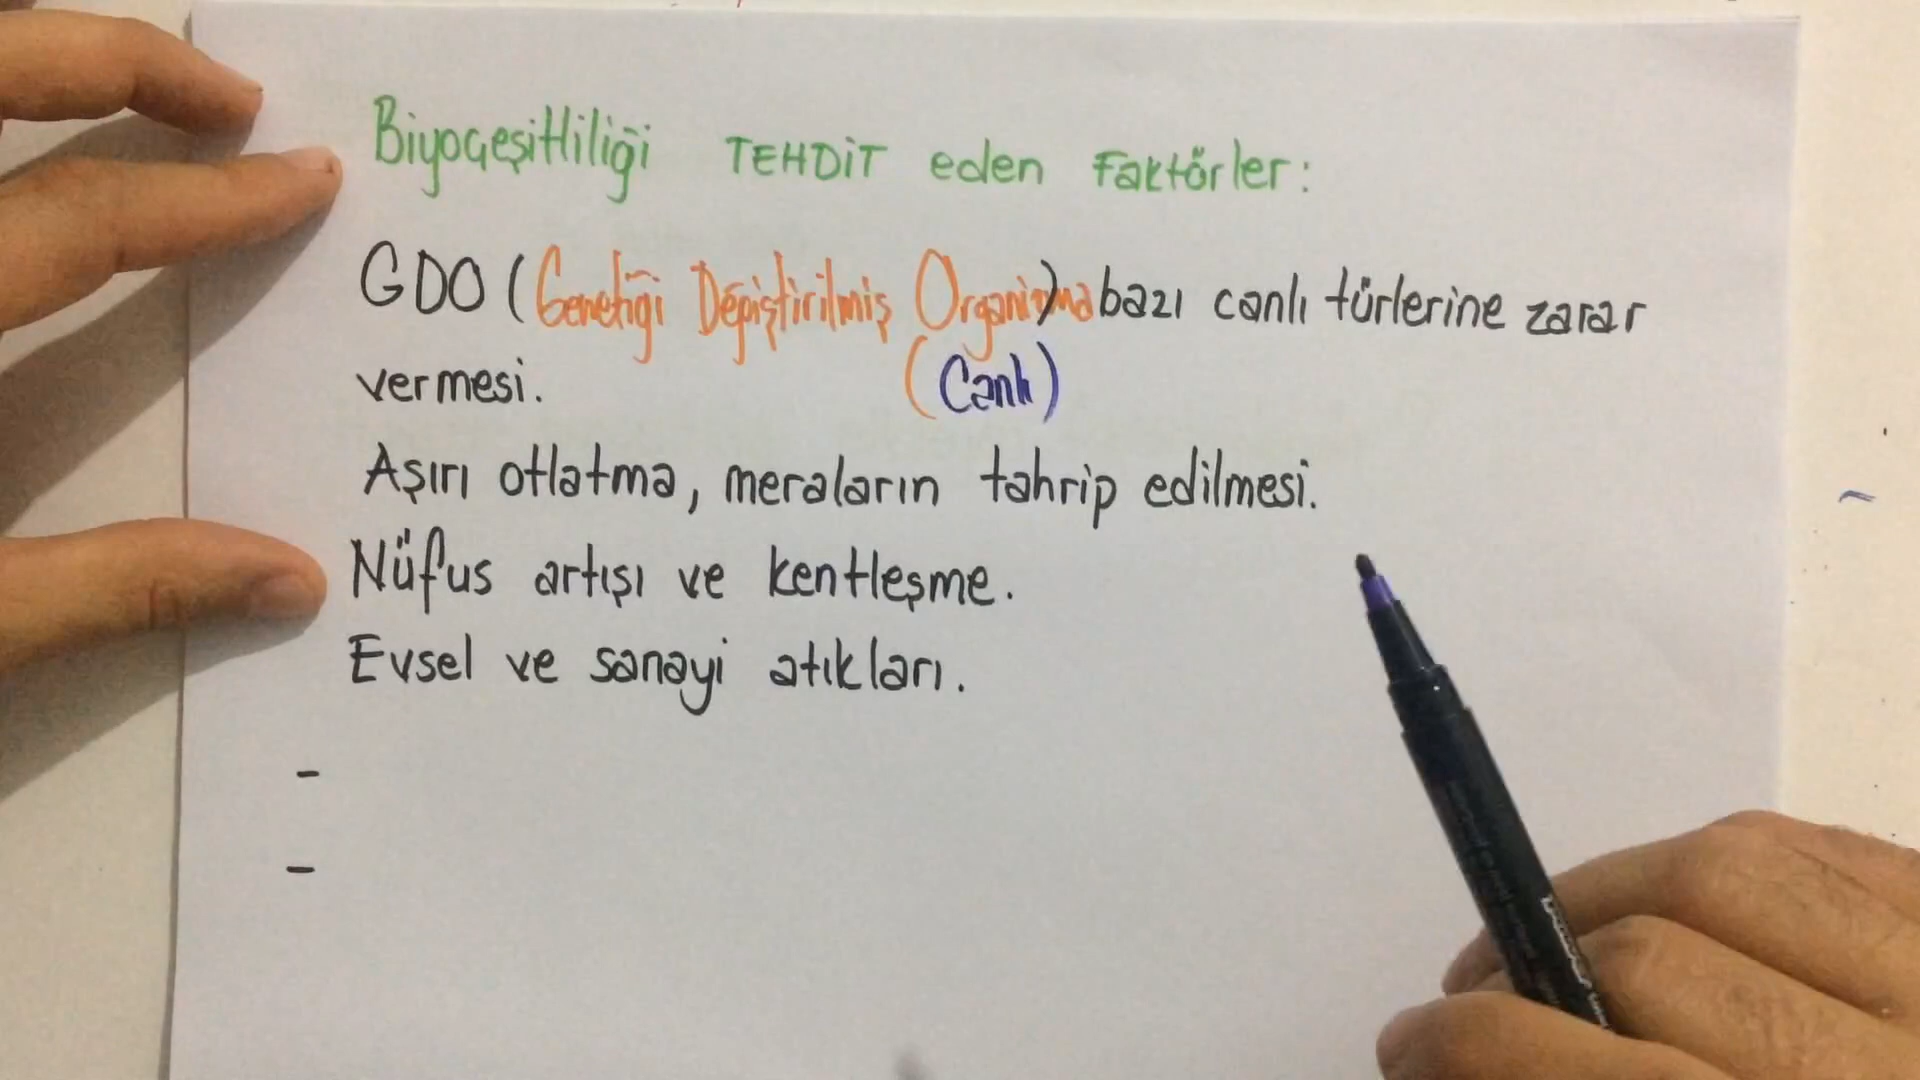 Biyoçeşitliliği TEHDİT eden Faktörler:
GDO (Genetiği Değiştirilmiş Organizma) bazı canlı türlerine zarar
vermesi. (Canlı)
Aşırı otlatma, meraların tahrip edilmesi.
Nüfus artışı ve kentleşme.
Evsel ve sanayi atıkları.
-
-